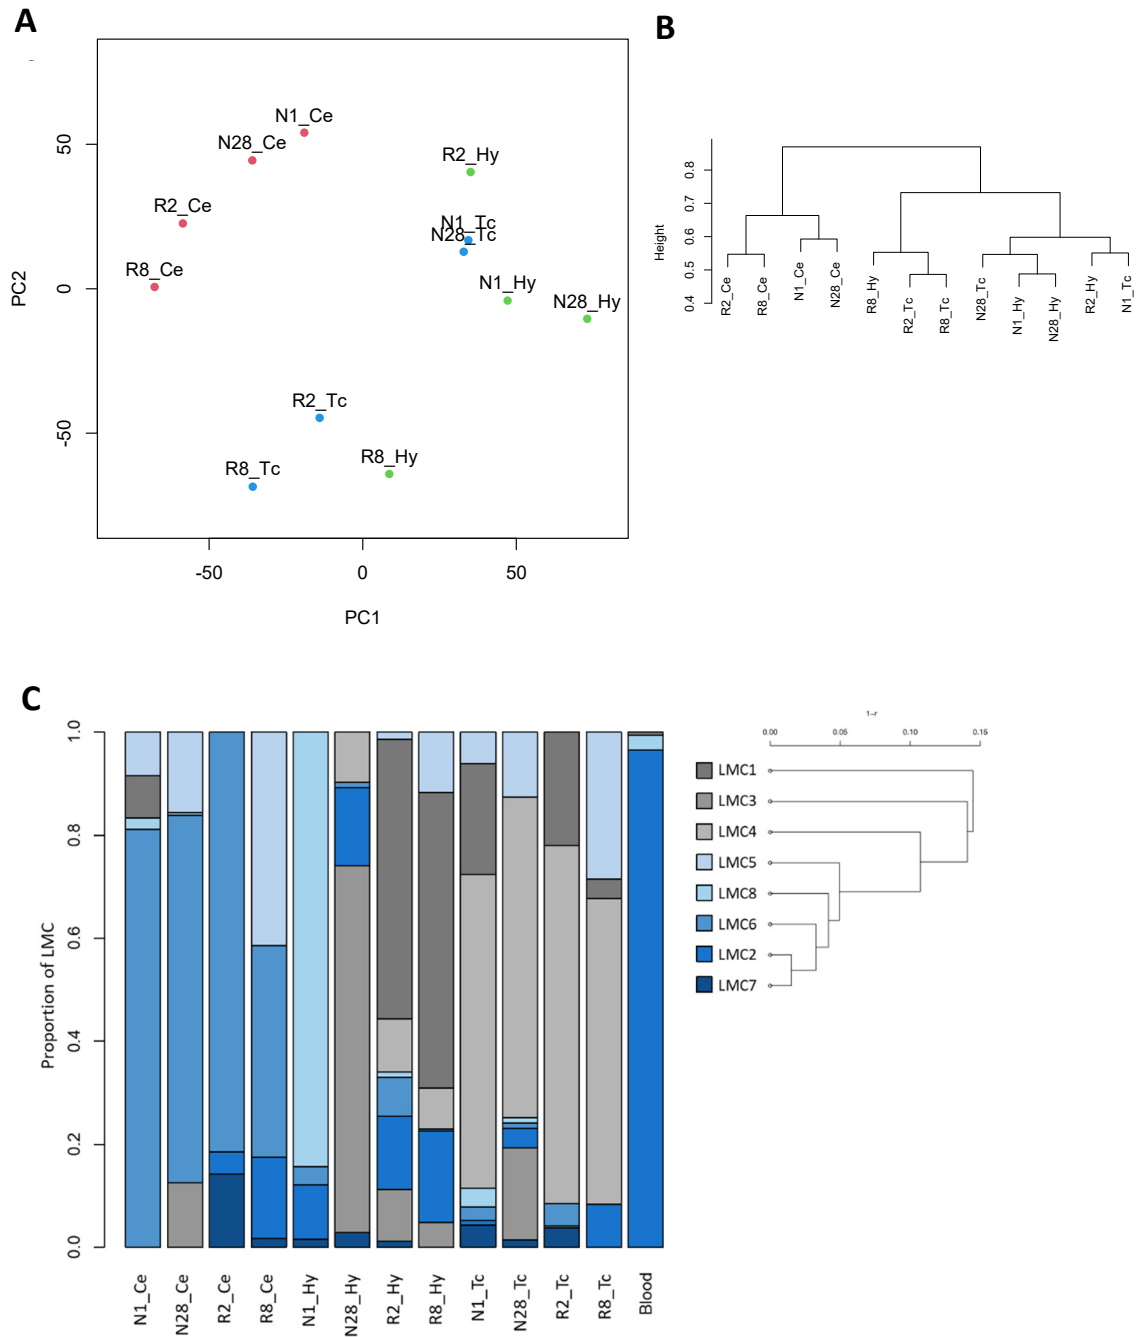 A
B
N1_Ce
N28_Ce
R2_Hy
R2_Ce
N1_Tc
N28_Tc
R8_Ce
N1_Hy
N28_Hy
R2_Tc
R8_Hy
R8_Tc
PC2
50
0
-50
-50
0
50
PC1
Height
0.8
0.7
0.6
0.5
0.4
R2_Ce
R8_Ce
N1_Ce
N28_Ce
R8_Hy
R2_Tc
R8_Tc
N28_Tc
N1_Hy
N28_Hy
R2_Hy
N1_Tc
C
Proportion of LMC
1.0
0.8
0.6
0.4
0.2
0.0
N1_Ce
N28_Ce
R2_Ce
R8_Ce
N1_Hy
N28_Hy
R2_Hy
R8_Hy
N1_Tc
N28_Tc
R2_Tc
R8_Tc
Blood
1-r
0.00
0.05
0.10
0.15
LMC1
LMC3
LMC4
LMC5
LMC8
LMC6
LMC2
LMC7